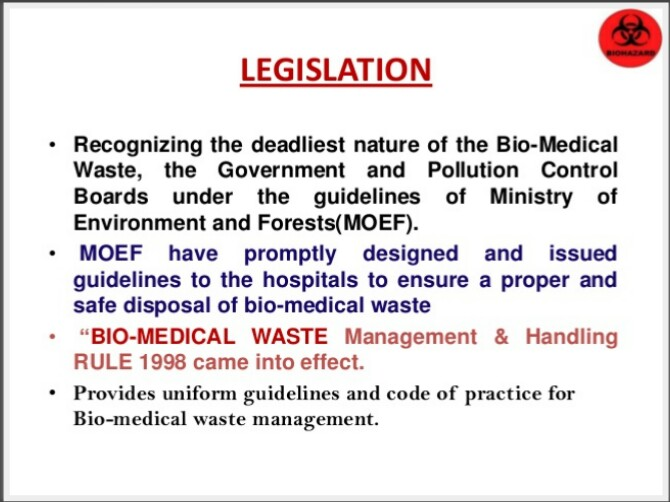 BIOHAZARD
LEGISLATION
• Recognizing the deadliest nature of the Bio-Medical
Waste, the Government and Pollution Control
Boards under the guidelines of Ministry of
Environment and Forests(MOEF).
• MOEF have promptly designed and issued
guidelines to the hospitals to ensure a proper and
safe disposal of bio-medical waste
• “BIO-MEDICAL WASTE Management & Handling
RULE 1998 came into effect.
• Provides uniform guidelines and code of practice for
Bio-medical waste management.